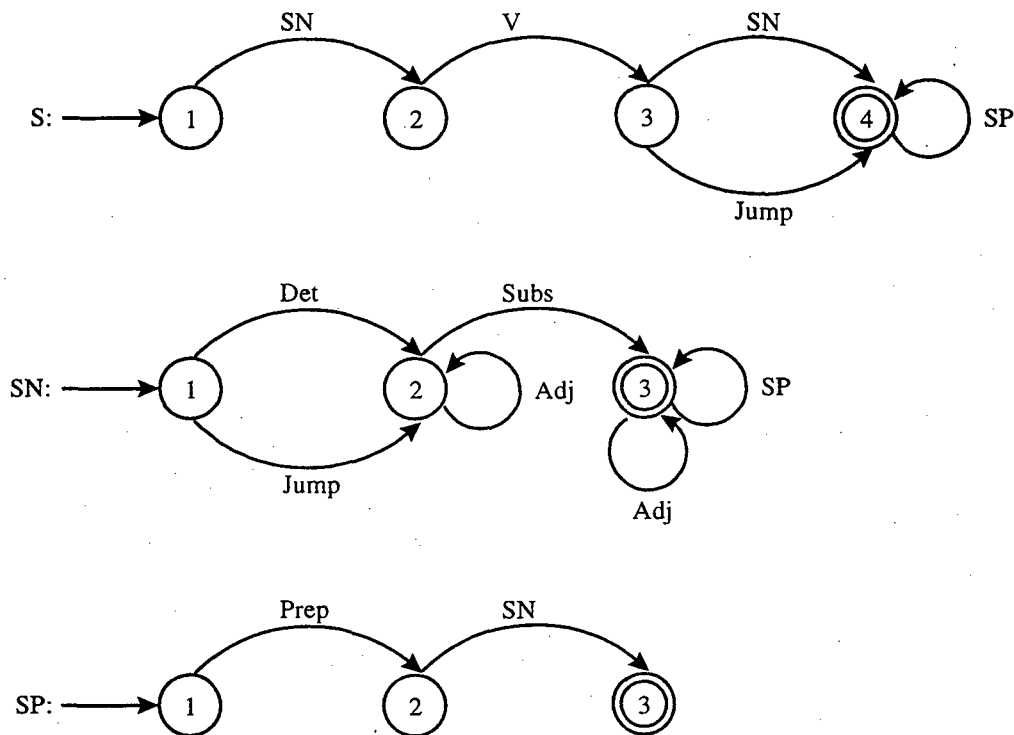 SN V SN
S: 1 2 3 4 SP
Jump
Det Subs
SN: 1 2 Adj 3 SP
Jump
Adj
Prep SN
SP: 1 2 3